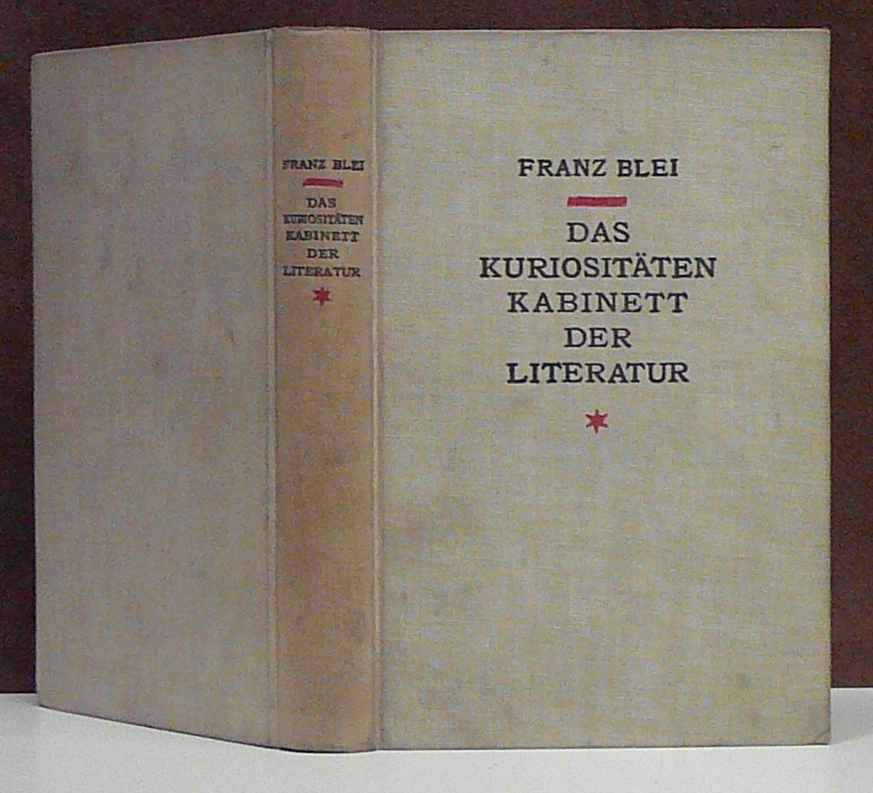 FRANZ BLEI
DAS
KURIOSITÄTEN
KABINETT
DER
LITERATUR
FRANZ BLEI
DAS
KURIOSITÄTEN
KABINETT
DER
LITERATUR